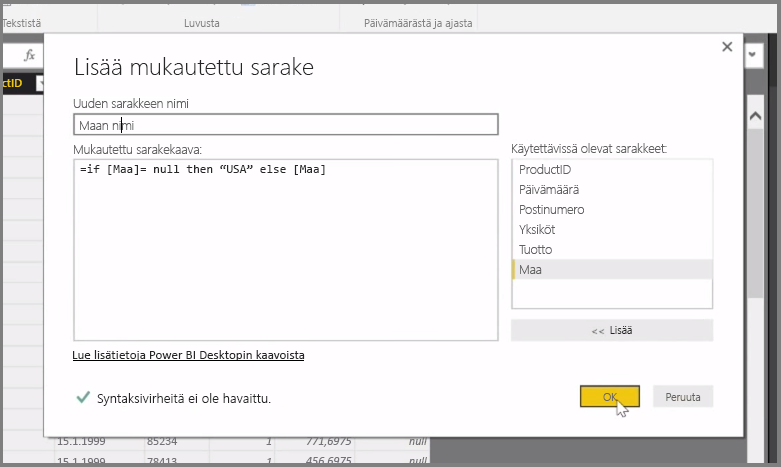 Tekstistä
Luvusta
Päivämäärästä ja ajasta
fx
ctID
Lisää mukautettu sarake
Uuden sarakkeen nimi
Maan nimi
Mukautettu sarakekaava:
=if [Maa]= null then “USA” else [Maa]
Käytettävissä olevat sarakkeet:
ProductID
Päivämäärä
Postinumero
Yksiköt
Tuotto
Maa
<< Lisää
Lue lisätietoja Power BI Desktopin kaavoista
Syntaksivirheitä ei ole havaittu.
OK
Peruuta
15.1.1999 85234 1 771,6975 null
15.1.1999 78413 1 456,6975 null